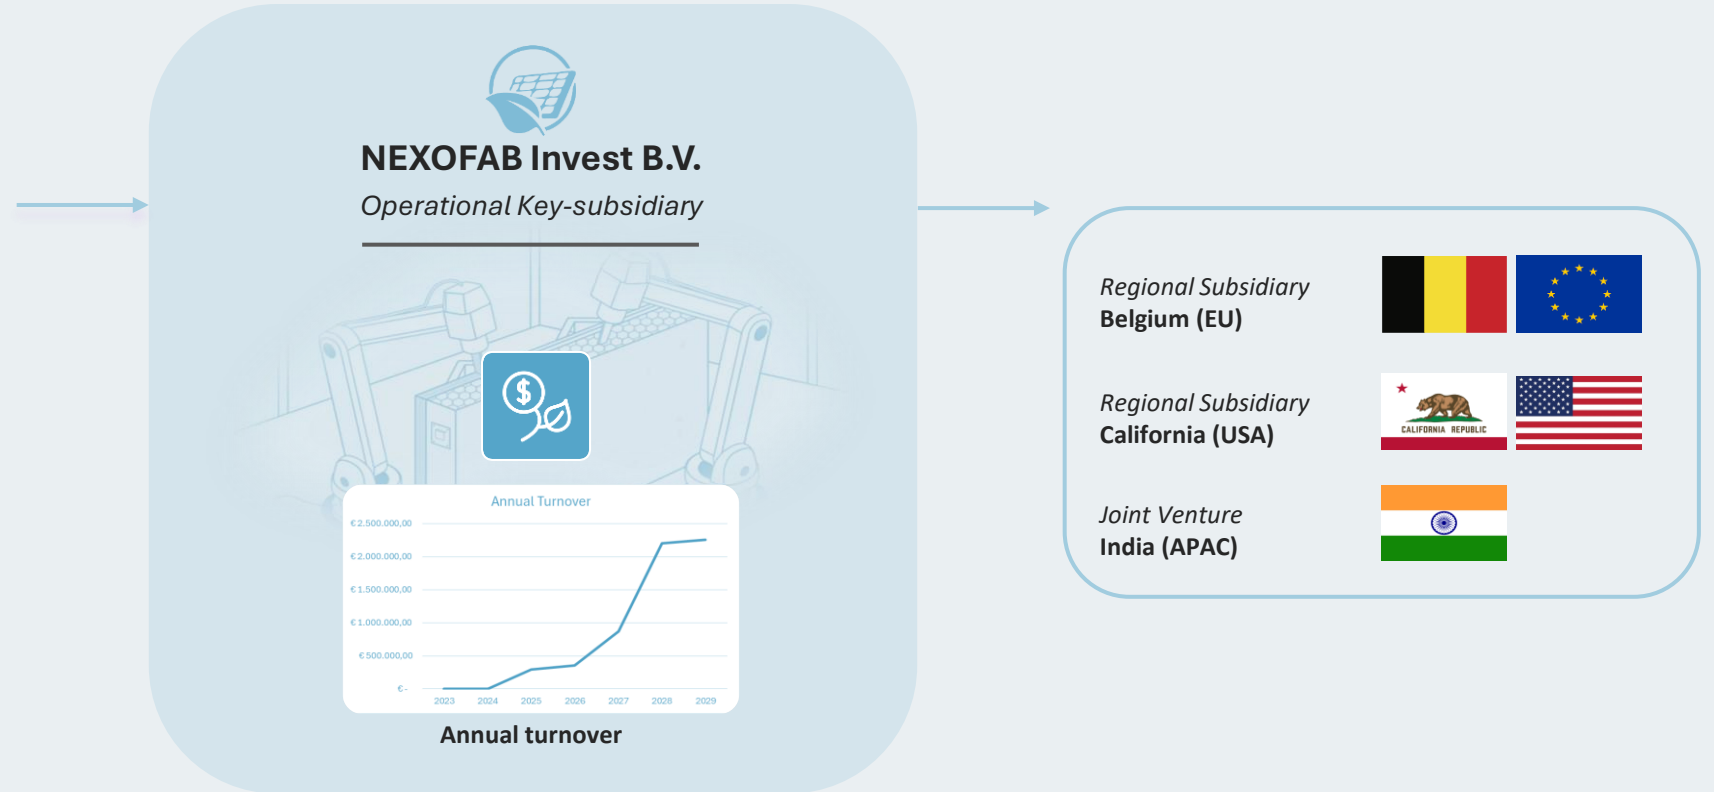 NEXOFAB Invest B.V.
Operational Key-subsidiary
$
Annual Turnover
€ 2.500.000,00
€ 2.000.000,00
€ 1.500.000,00
€ 1.000.000,00
€ 500.000,00
€ -
2023 2024 2025 2026 2027 2028 2029
Annual turnover
Regional Subsidiary
Belgium (EU)
Regional Subsidiary
California (USA)
CALIFORNIA REPUBLIC
Joint Venture
India (APAC)